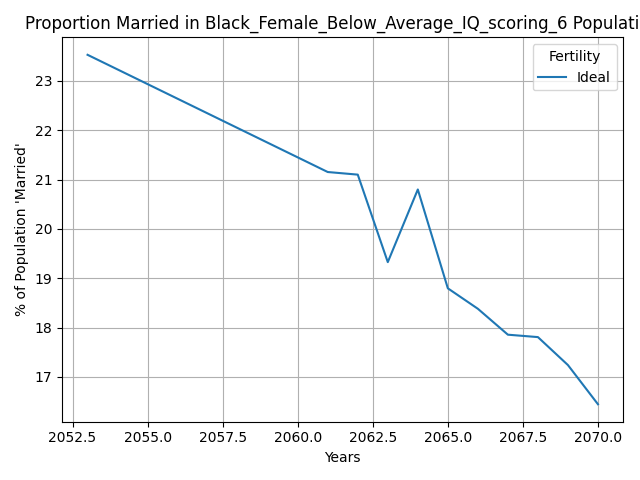 Proportion Married in Black_Female_Below_Average_IQ_scoring_6 Populati
Fertility
Ideal
23
22
21
20
19
18
17
% of Population 'Married'
2052.5 2055.0 2057.5 2060.0 2062.5 2065.0 2067.5 2070.0
Years